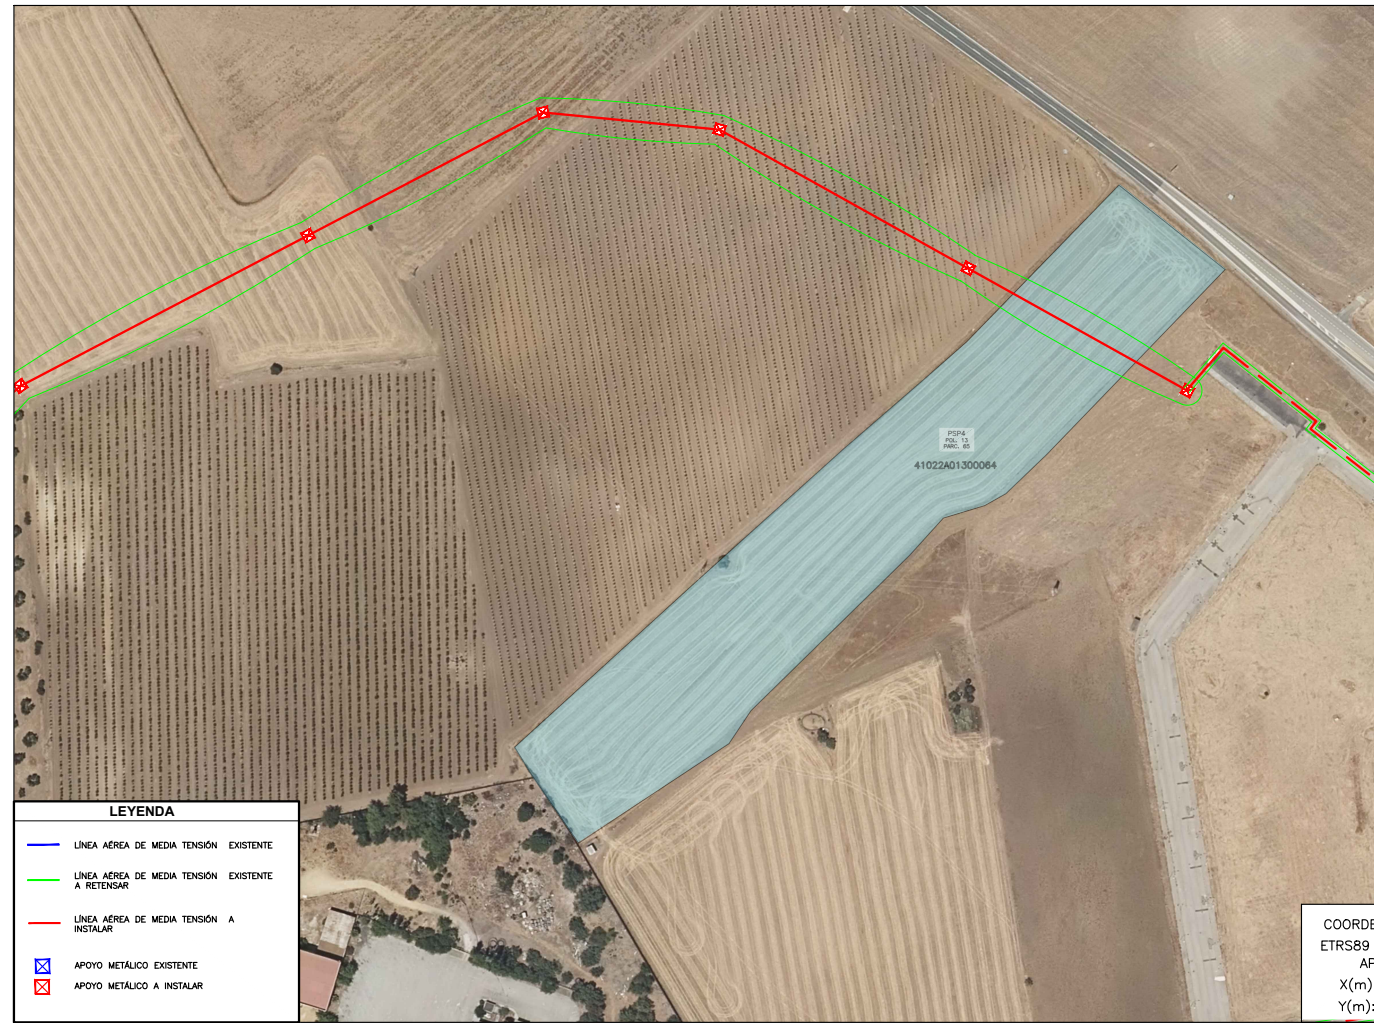 PSP4
POL. 13
PARC. 65
41022A01300064
LEYENDA
LÍNEA AÉREA DE MEDIA TENSIÓN EXISTENTE
LÍNEA AÉREA DE MEDIA TENSIÓN EXISTENTE
A RETENSAR
LÍNEA AÉREA DE MEDIA TENSIÓN A
INSTALAR
APOYO METÁLICO EXISTENTE
APOYO METÁLICO A INSTALAR
COORDE
ETRS89
AP
X(m)
Y(m):